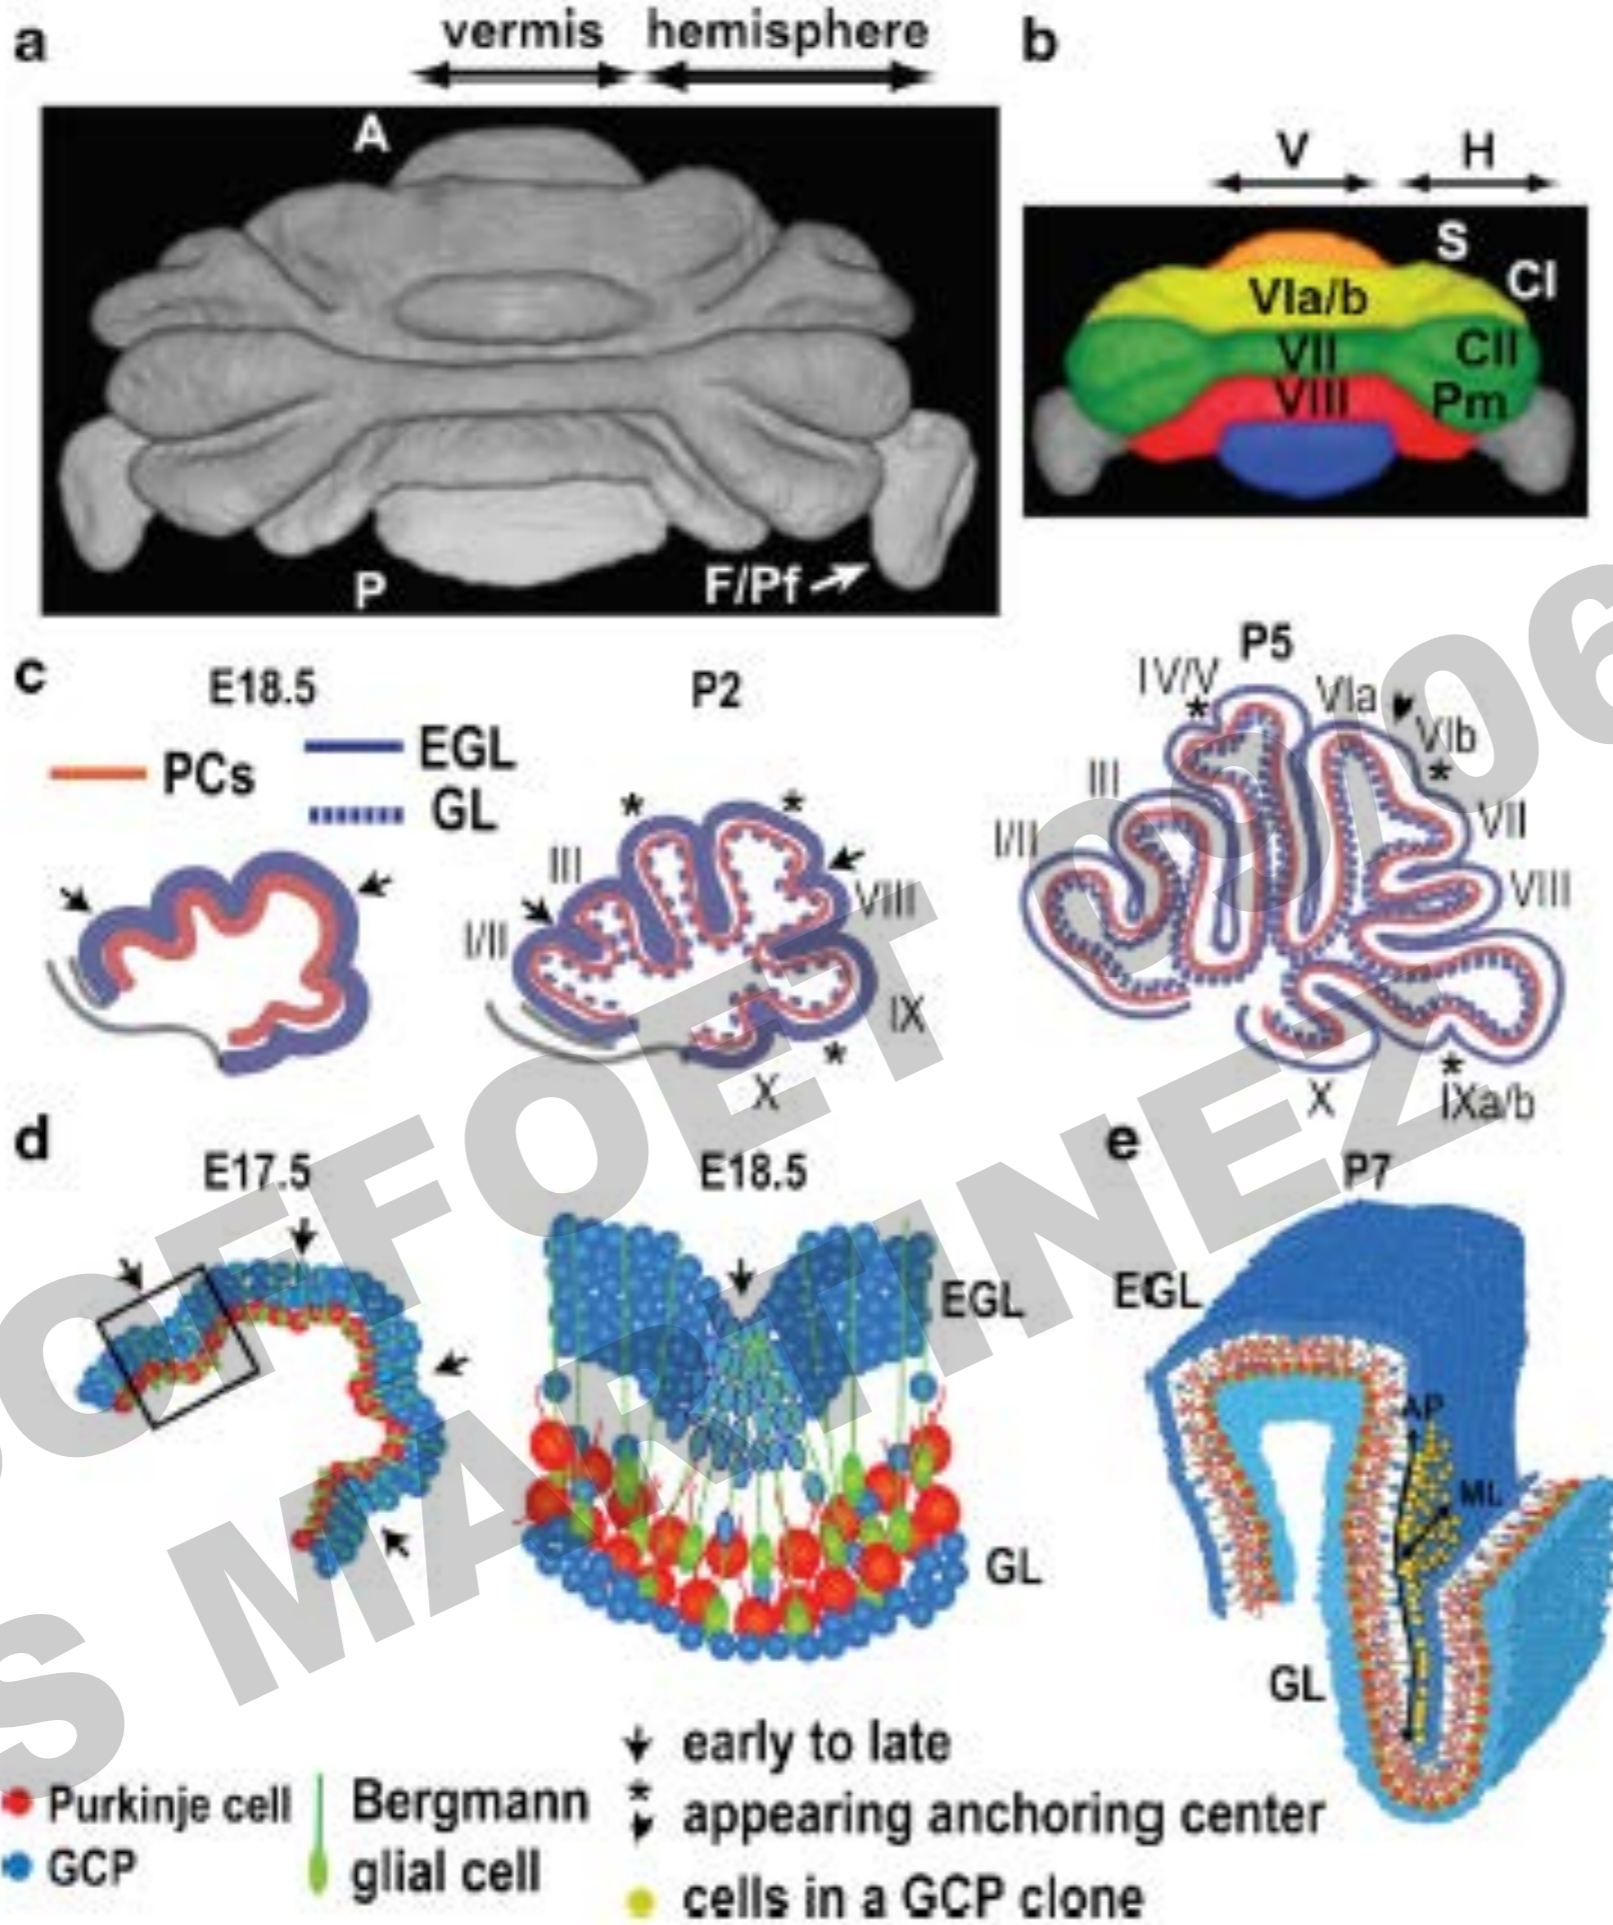 a
vermis hemisphere
A
P
F/Pf
b
V H
S
CI
VIa/b
VII
CII
VIII
Pm
c
E18.5
PCs
EGL
GL
P2
* *
III
I/II
VIII
IX
*
X
P5
IV/V
*
VIa
VIb
*
III
I/II
VII
VIII
*
X
IXa/b
d
E17.5
E18.5
EGL
GL
e
P7
EGL
AP
ML
GL
Purkinje cell
GCP
Bergmann
glial cell
early to late
*
appearing anchoring center
cells in a GCP clone
MARTINEZ